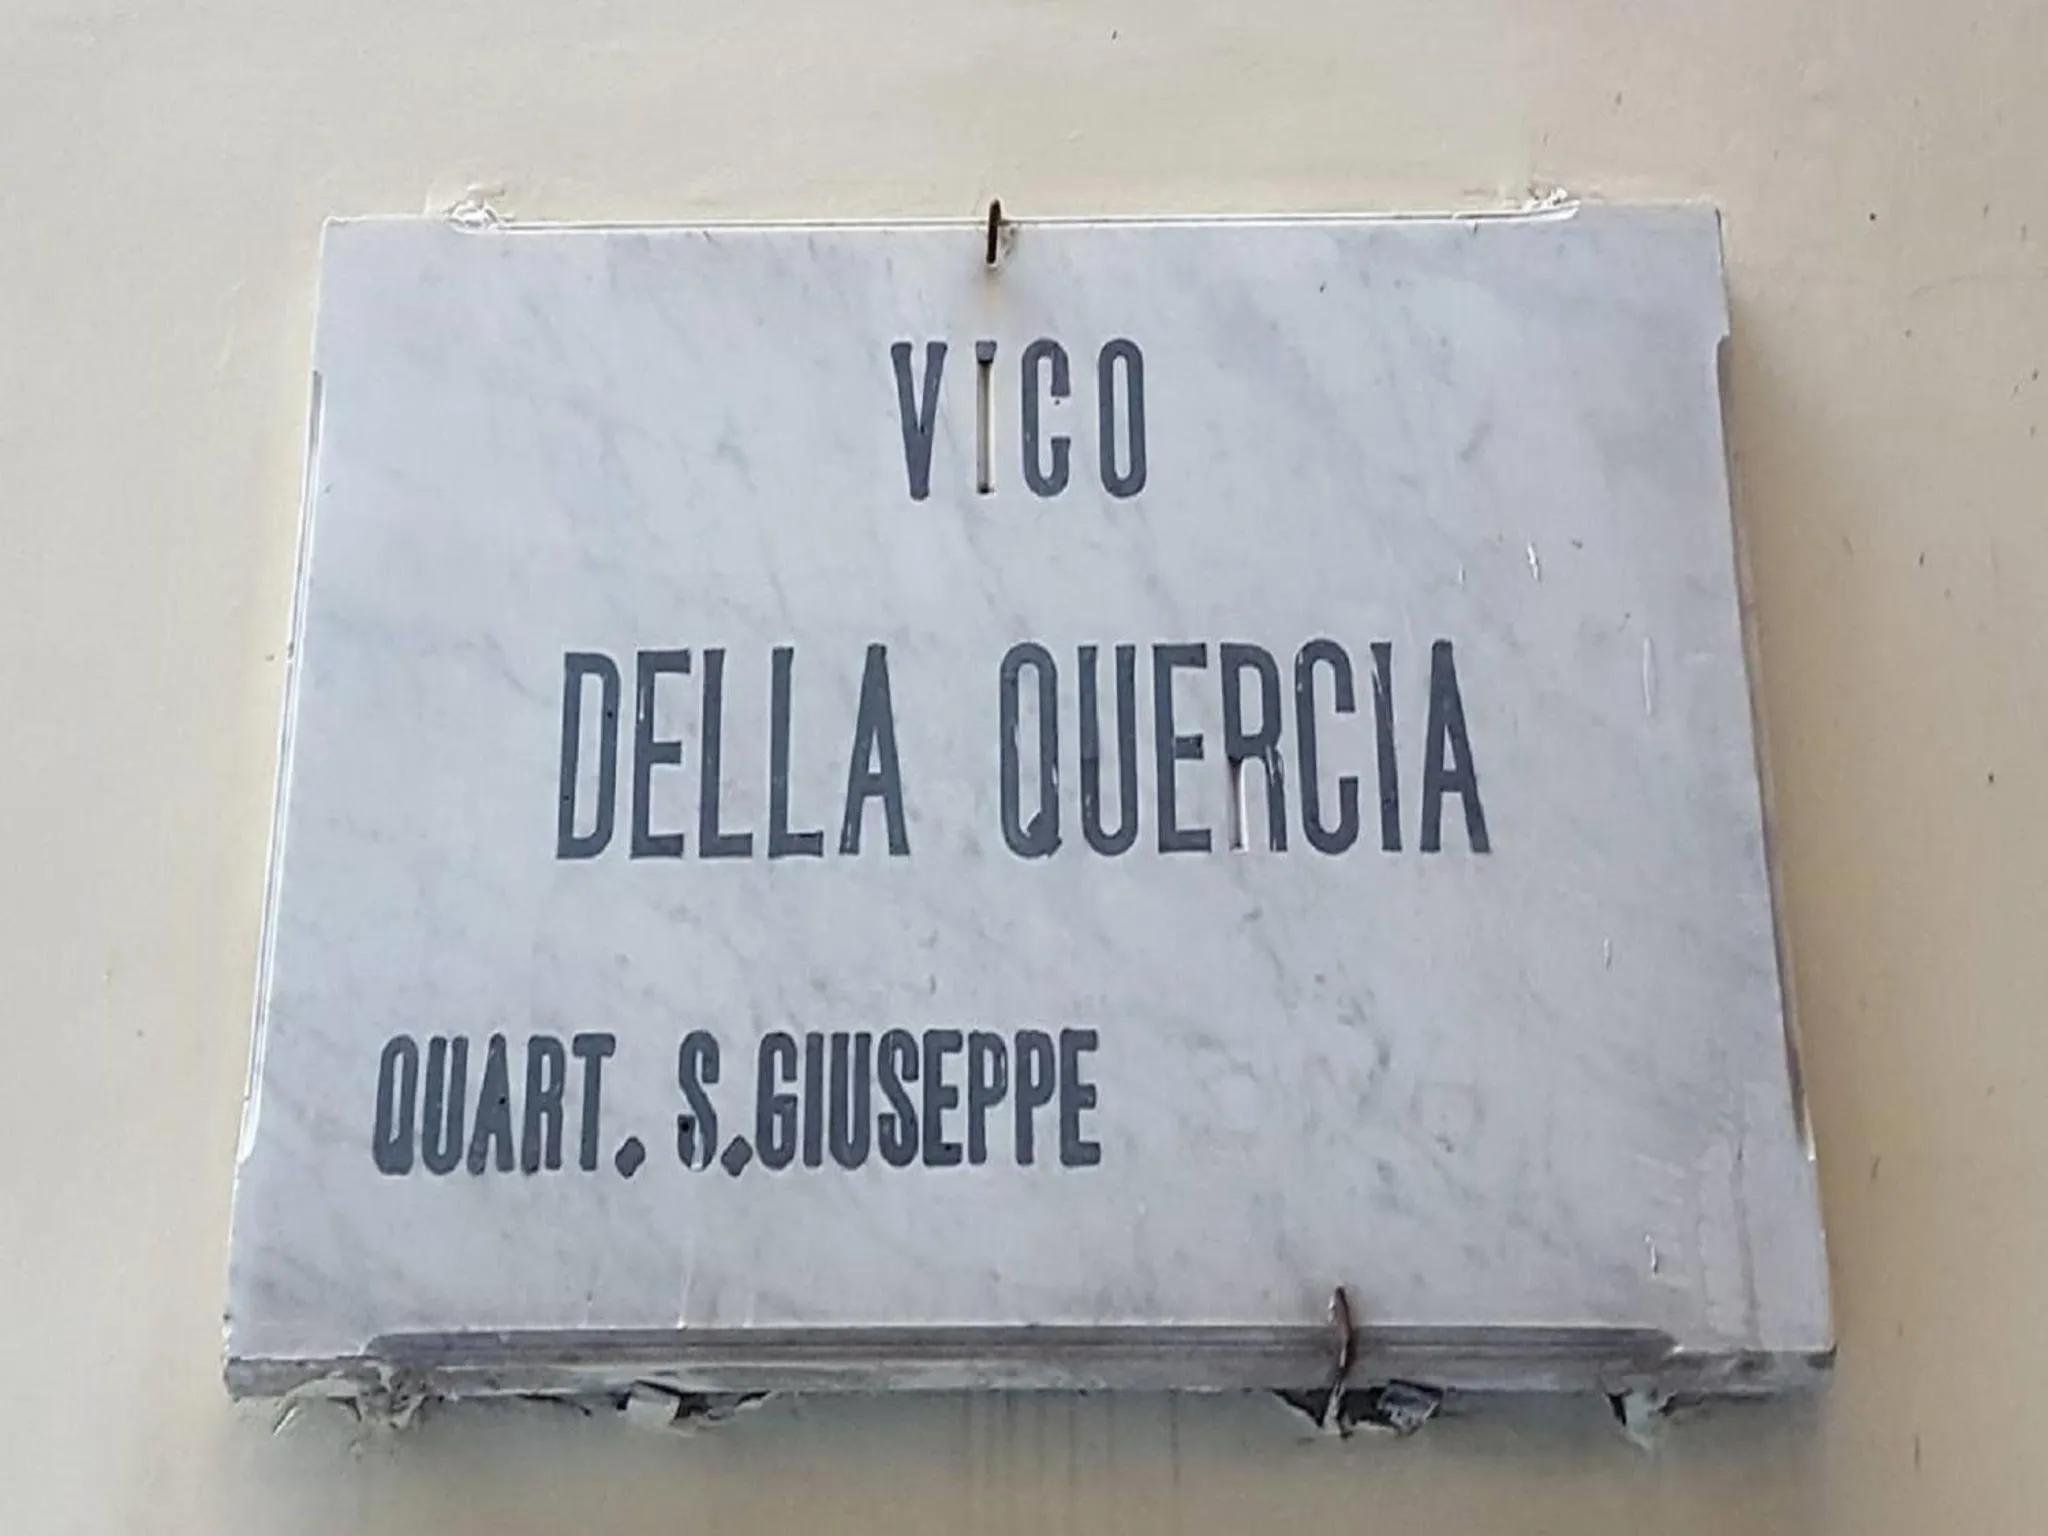 VICO
DELLA QUERCIA
QUART. S.GIUSEPPE